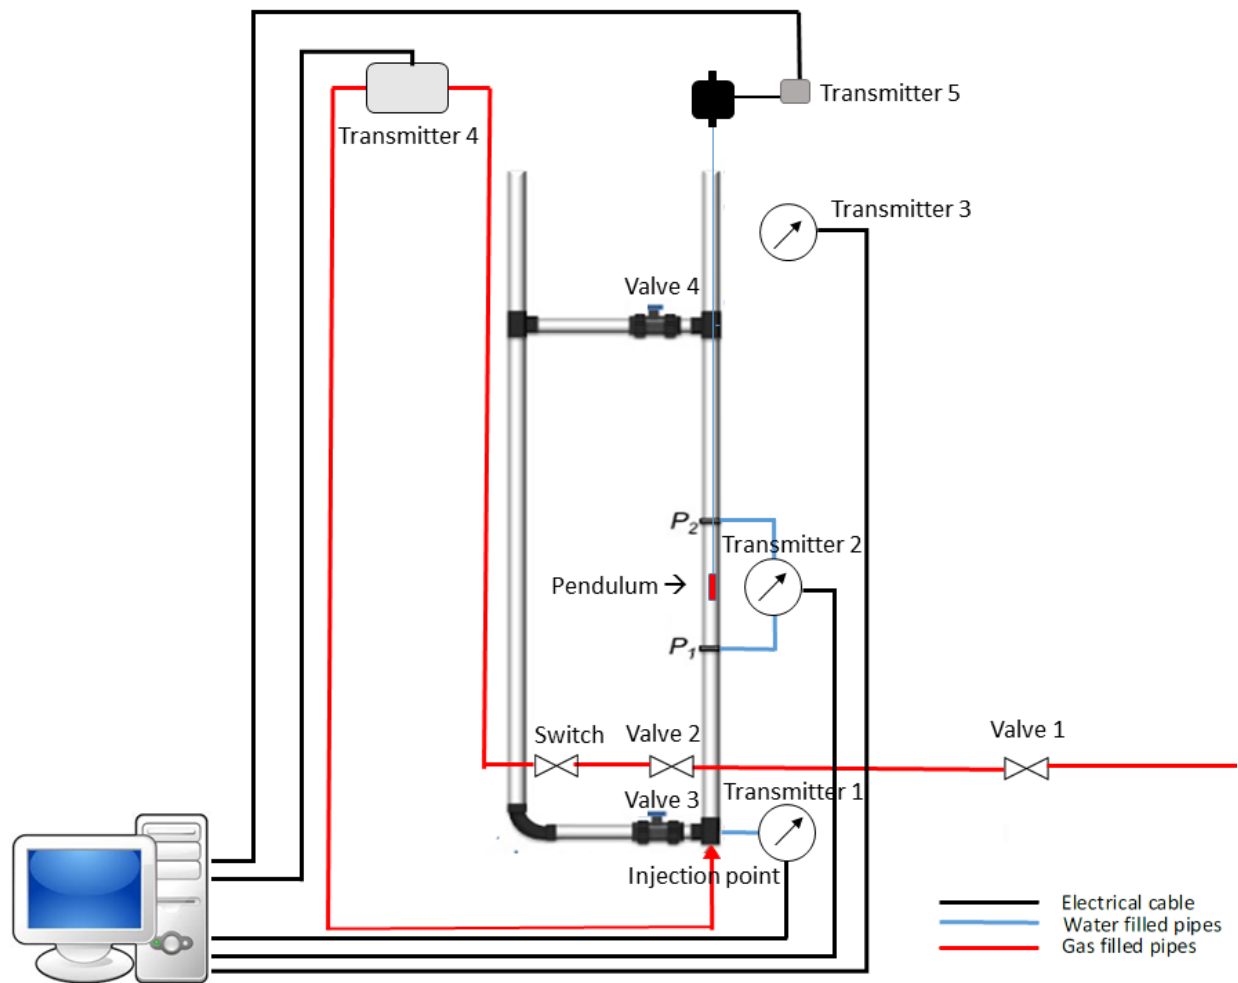 Transmitter 5
Transmitter 4
Transmitter 3
Valve 4
P2
Transmitter 2
Pendulum →
P1
Switch
Valve 2
Valve 1
Valve 3
Transmitter 1
Injection point
Electrical cable
Water filled pipes
Gas filled pipes